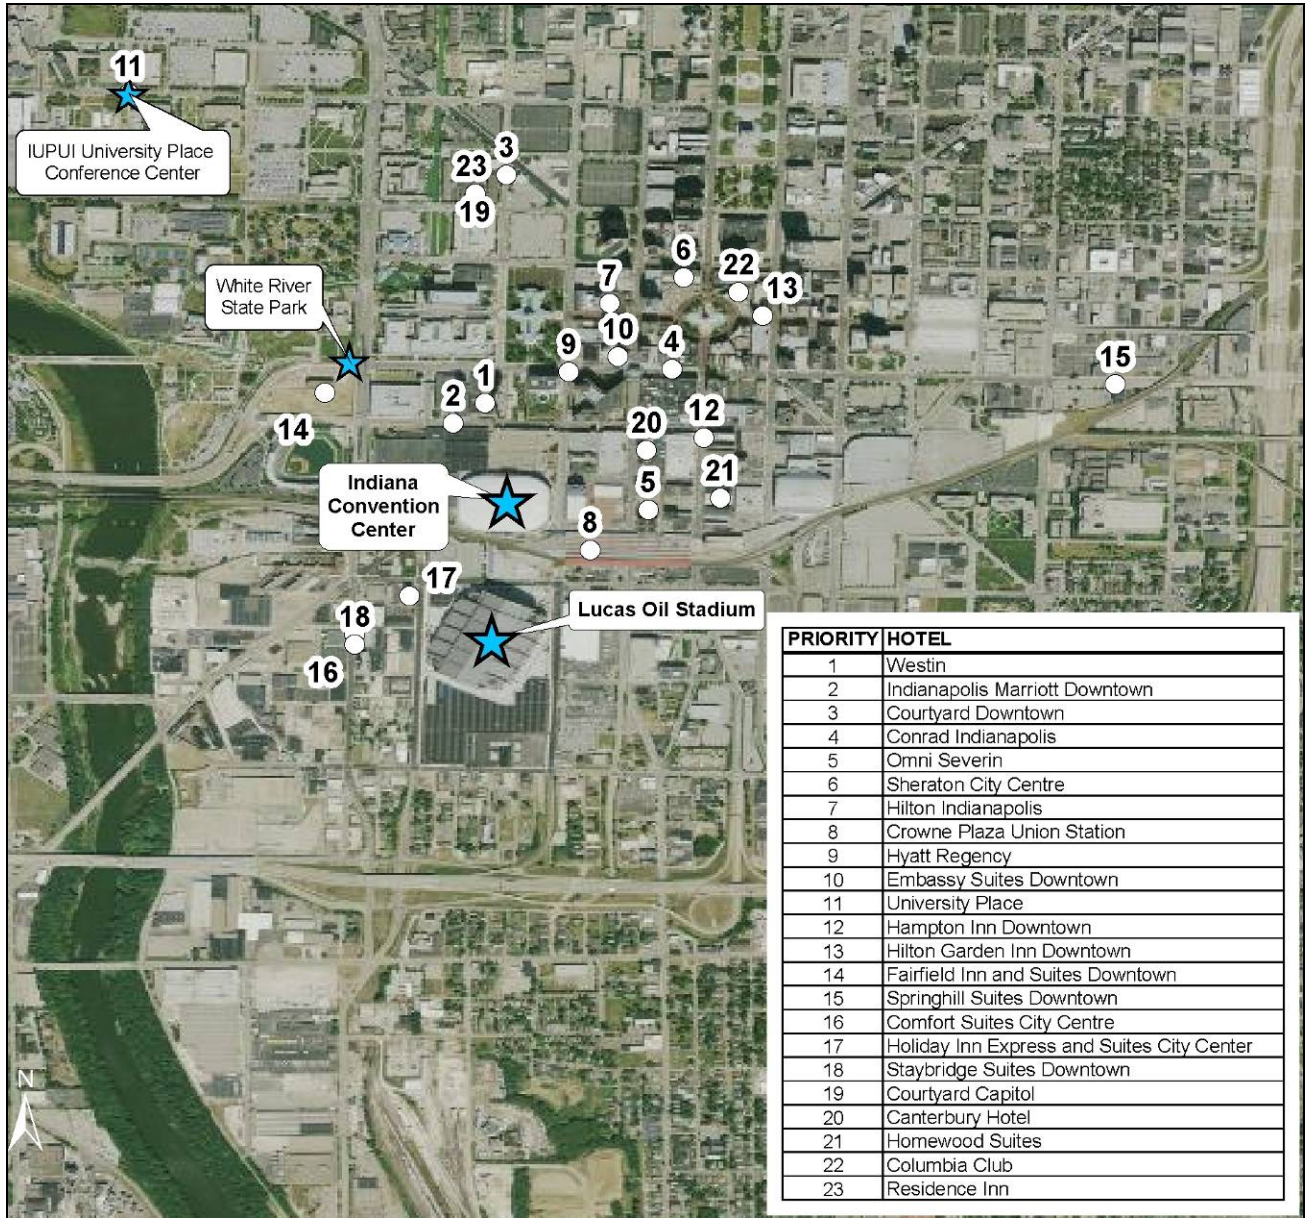 11
IUPUI University Place
Conference Center
3
23
19
6
22
White River
State Park
7
13
10
9
4
15
1
2
14
12
20
Indiana
Convention
Center
21
5
8
17
Lucas Oil Stadium
18
16
PRIORITY HOTEL
1 Westin
2 Indianapolis Marriott Downtown
3 Courtyard Downtown
4 Conrad Indianapolis
5 Omni Severin
6 Sheraton City Centre
7 Hilton Indianapolis
8 Crowne Plaza Union Station
9 Hyatt Regency
10 Embassy Suites Downtown
11 University Place
12 Hampton Inn Downtown
13 Hilton Garden Inn Downtown
14 Fairfield Inn and Suites Downtown
15 Springhill Suites Downtown
16 Comfort Suites City Centre
17 Holiday Inn Express and Suites City Center
18 Staybridge Suites Downtown
19 Courtyard Capitol
20 Canterbury Hotel
21 Homewood Suites
22 Columbia Club
23 Residence Inn
N